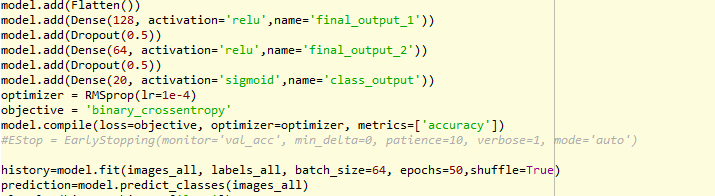 model.add(Flatten())
model.add(Dense(128, activation='relu',name='final_output_1'))
model.add(Dropout(0.5))
model.add(Dense(64, activation='relu',name='final_output_2'))
model.add(Dropout(0.5))
model.add(Dense(20, activation='sigmoid',name='class_output'))
optimizer = RMSprop(lr=1e-4)
objective = 'binary_crossentropy'
model.compile(loss=objective, optimizer=optimizer, metrics=['accuracy'])
#EStop = EarlyStopping(monitor='val_acc', min_delta=0, patience=10, verbose=1, mode='auto')
history=model.fit(images_all, labels_all, batch_size=64, epochs=50,shuffle=True)
prediction=model.predict_classes(images_all)